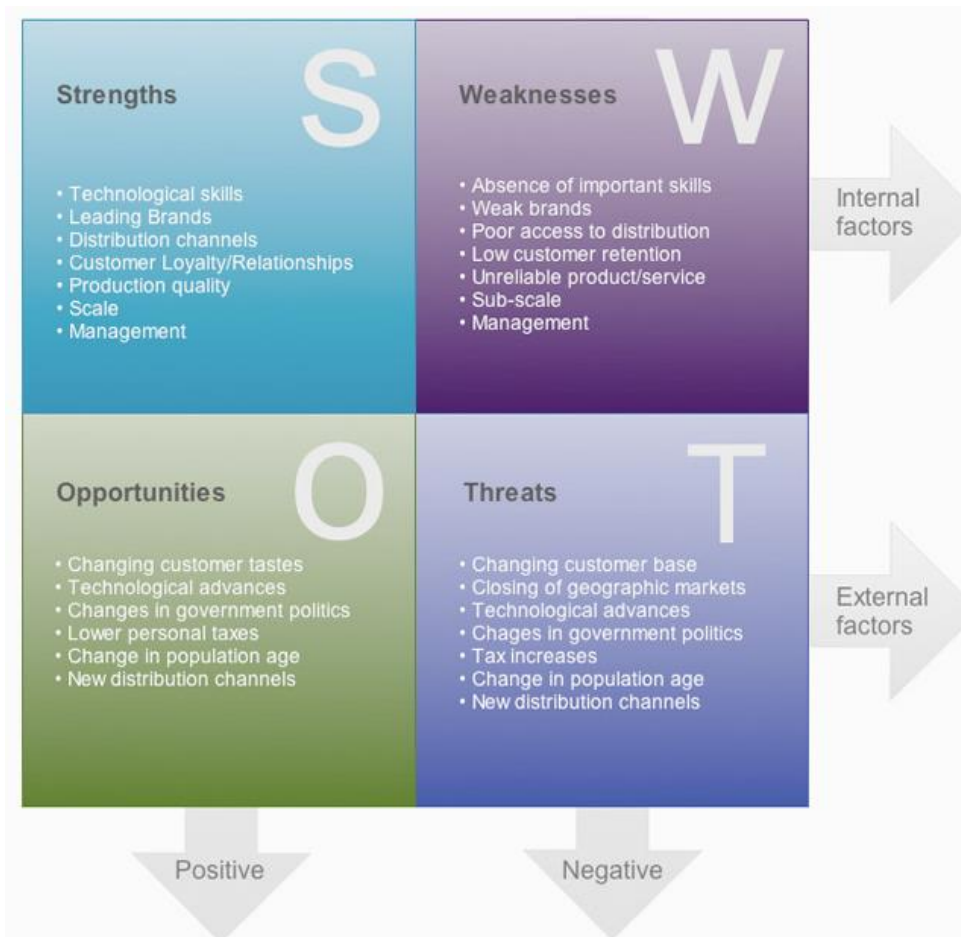 S
Strengths
• Technological skills
• Leading Brands
• Distribution channels
• Customer Loyalty/Relationships
• Production quality
• Scale
• Management
W
Weaknesses
• Absence of important skills
• Weak brands
• Poor access to distribution
• Low customer retention
• Unreliable product/service
• Sub-scale
• Management
Internal
factors
O
Opportunities
• Changing customer tastes
• Technological advances
• Changes in government politics
• Lower personal taxes
• Change in population age
• New distribution channels
T
Threats
• Changing customer base
• Closing of geographic markets
• Technological advances
• Chages in government politics
• Tax increases
• Change in population age
• New distribution channels
External
factors
Positive
Negative